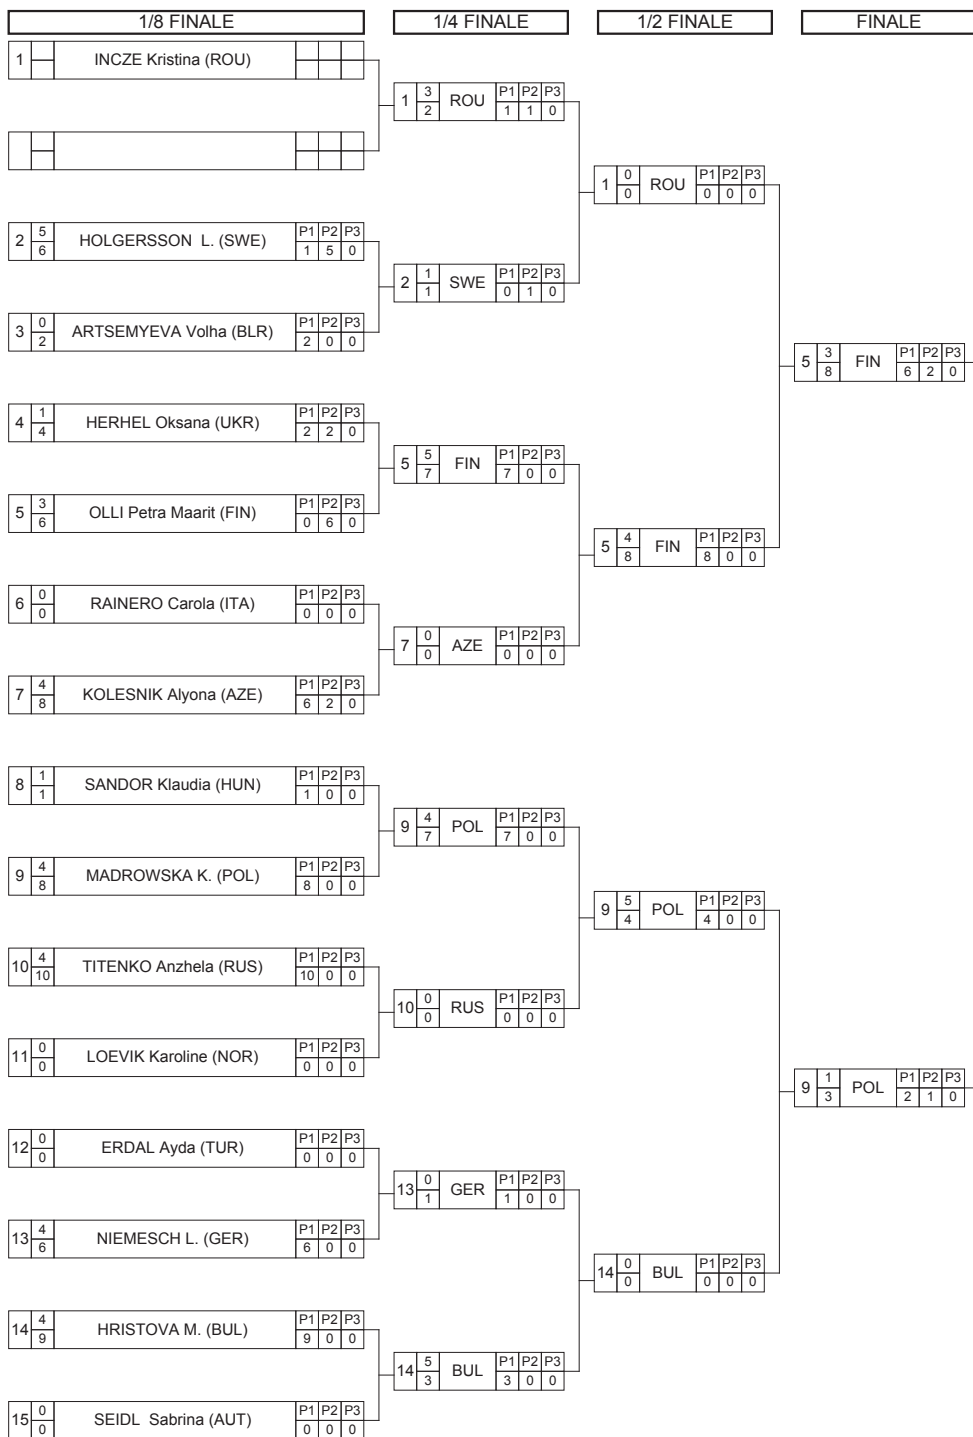 1/8 FINALE 1/4 FINALE 1/2 FINALE FINALE
1 INCZE Kristina (ROU)
1 3 2 ROU P1 P2 P3 1 1 0
1 0 0 ROU P1 P2 P3 0 0 0
2 5 6 HOLGERSSON L. (SWE) P1 P2 P3 1 5 0
2 1 1 SWE P1 P2 P3 0 1 0
3 0 2 ARTSEMYEVA Volha (BLR) P1 P2 P3 2 0 0
5 3 8 FIN P1 P2 P3 6 2 0
4 1 4 HERHEL Oksana (UKR) P1 P2 P3 2 2 0
5 5 7 FIN P1 P2 P3 7 0 0
5 3 6 OLLI Petra Maarit (FIN) P1 P2 P3 0 6 0
5 4 8 FIN P1 P2 P3 8 0 0
6 0 0 RAINERO Carola (ITA) P1 P2 P3 0 0 0
7 0 0 AZE P1 P2 P3 0 0 0
7 4 8 KOLESNIK Alyona (AZE) P1 P2 P3 6 2 0
8 1 1 SANDOR Klaudia (HUN) P1 P2 P3 1 0 0
9 4 7 POL P1 P2 P3 7 0 0
9 4 8 MADROWSKA K. (POL) P1 P2 P3 8 0 0
9 5 4 POL P1 P2 P3 4 0 0
10 4 10 TITENKO Anzhela (RUS) P1 P2 P3 10 0 0
10 0 0 RUS P1 P2 P3 0 0 0
11 0 0 LOEVIK Karoline (NOR) P1 P2 P3 0 0 0
9 1 3 POL P1 P2 P3 2 1 0
12 0 0 ERDAL Ayda (TUR) P1 P2 P3 0 0 0
13 0 1 GER P1 P2 P3 1 0 0
13 4 6 NIEMESCH L. (GER) P1 P2 P3 6 0 0
14 0 0 BUL P1 P2 P3 0 0 0
14 4 9 HRISTOVA M. (BUL) P1 P2 P3 9 0 0
14 5 3 BUL P1 P2 P3 3 0 0
15 0 0 SEIDL Sabrina (AUT) P1 P2 P3 0 0 0